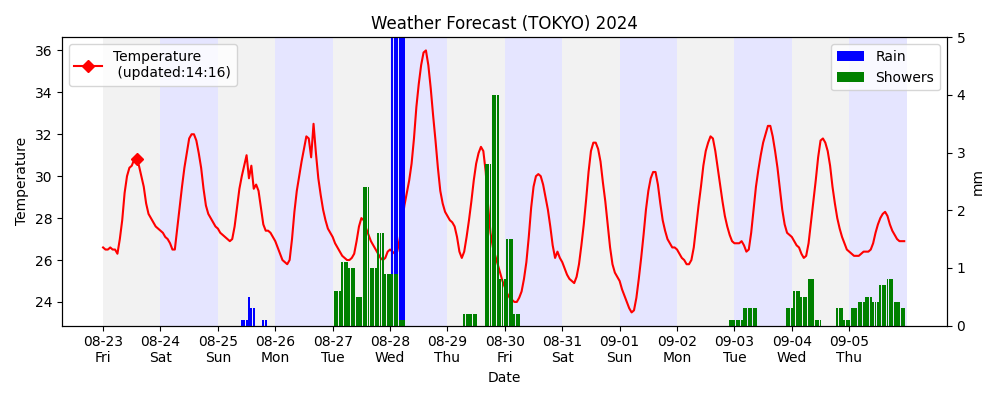 Weather Forecast (TOKYO) 2024
Temperature
(updated:14:16)
Rain
Showers
Temperature
36
34
32
30
28
26
24
5
4
3
2
1
0
mm
08-23 08-24 08-25 08-26 08-27 08-28 08-29 08-30 08-31 09-01 09-02 09-03 09-04 09-05
Fri Sat Sun Mon Tue Wed Thu Fri Sat Sun Mon Tue Wed Thu
Date